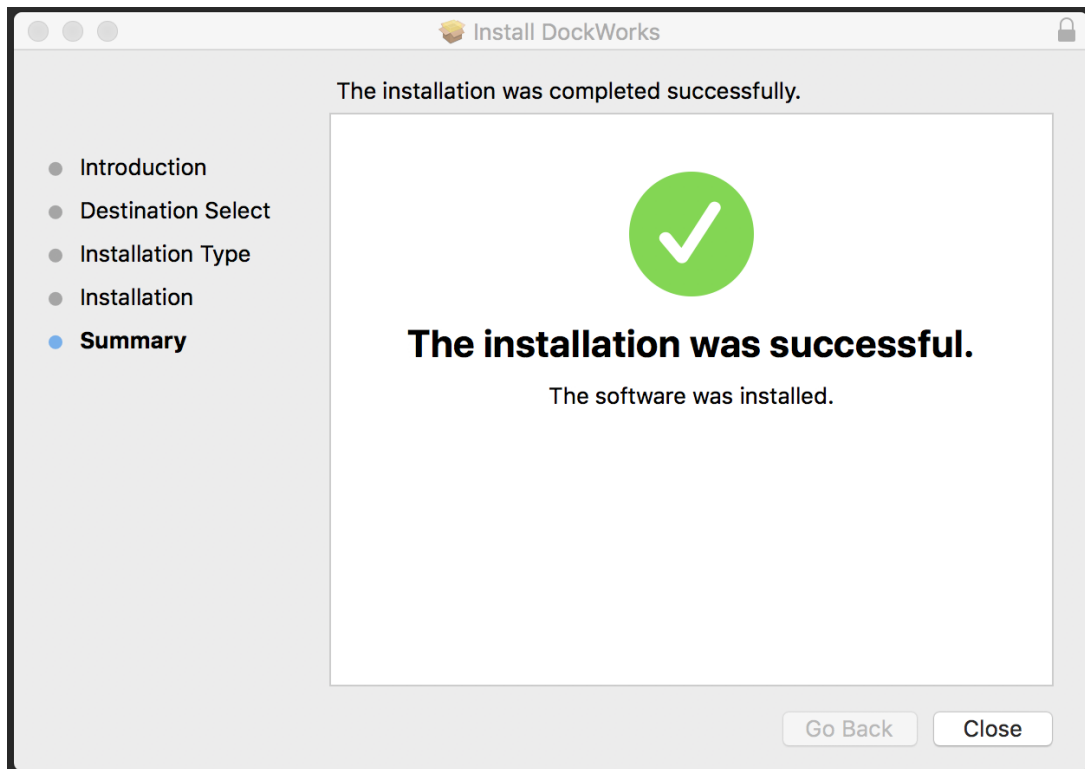 Install DockWorks
The installation was completed successfully.
Introduction
Destination Select
Installation Type
Installation
Summary
The installation was successful.
The software was installed.
Go Back
Close